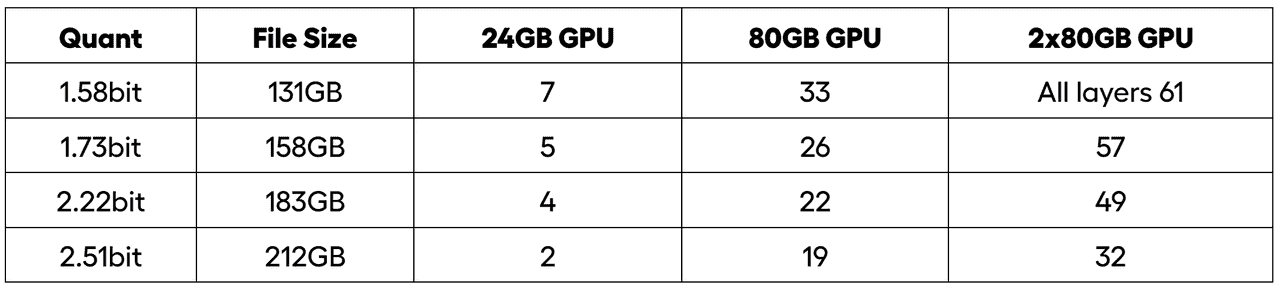 Quant File Size 24GB GPU 80GB GPU 2x80GB GPU
1.58bit 131GB 7 33 All layers 61
1.73bit 158GB 5 26 57
2.22bit 183GB 4 22 49
2.51bit 212GB 2 19 32